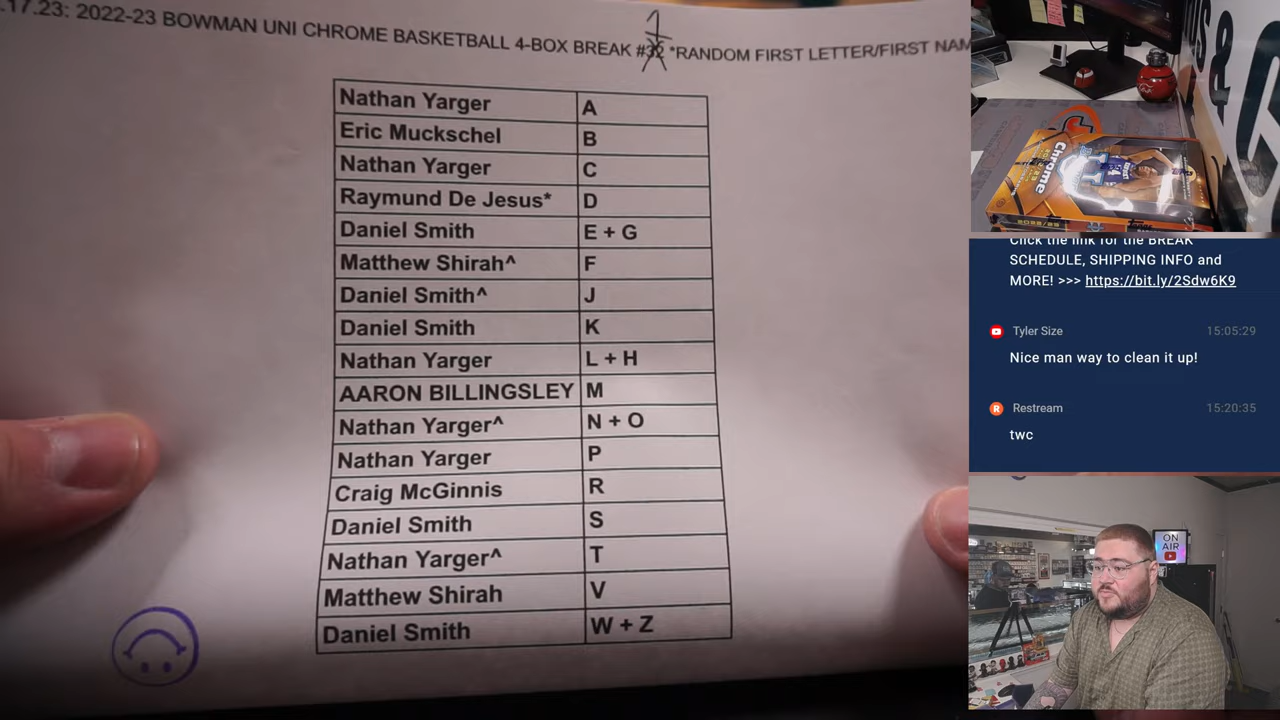 .17.23: 2022-23 BOWMAN UNI CHROME BASKETBALL 4-BOX BREAK # *RANDOM FIRST LETTER/FIRST NAM
Nathan Yarger A
Eric Muckschel B
Nathan Yarger C
Raymund De Jesus* D
Daniel Smith E + G
Matthew Shirah^ F
Daniel Smith^ J
Daniel Smith K
Nathan Yarger L + H
AARON BILLINGSLEY M
Nathan Yarger^ N + O
Nathan Yarger P
Craig McGinnis R
Daniel Smith S
Nathan Yarger^ T
Matthew Shirah V
Daniel Smith W + Z
Chrome
Click the link for the BREAK
SCHEDULE, SHIPPING INFO and
MORE! >>> https://bit.ly/2Sdw6K9
Tyler Size 15:05:29
Nice man way to clean it up!
Restream 15:20:35
twc
ON
AIR